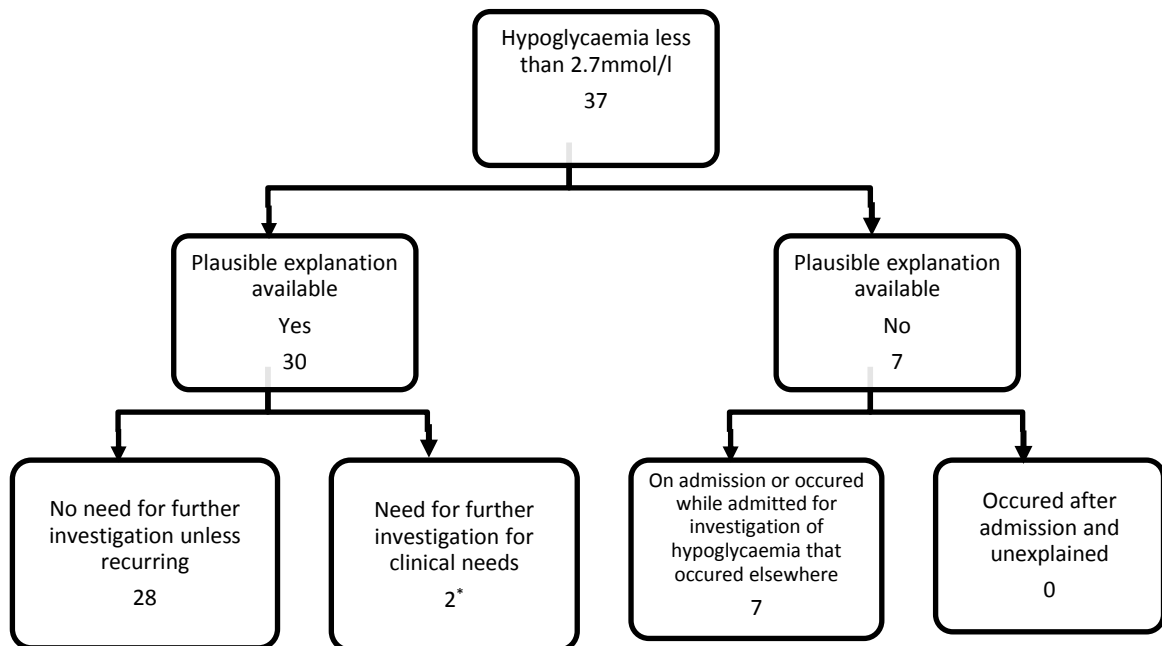 Hypoglycaemia less
than 2.7mmol/l
37
Plausible explanation
available
Yes
30
Plausible explanation
available
No
7
No need for further
investigation unless
recurring
28
Need for further
investigation for
clinical needs
2*
On admission or occured
while admitted for
investigation of
hypoglycaemia that
occured elsewhere
7
Occured after
admission and
unexplained
0